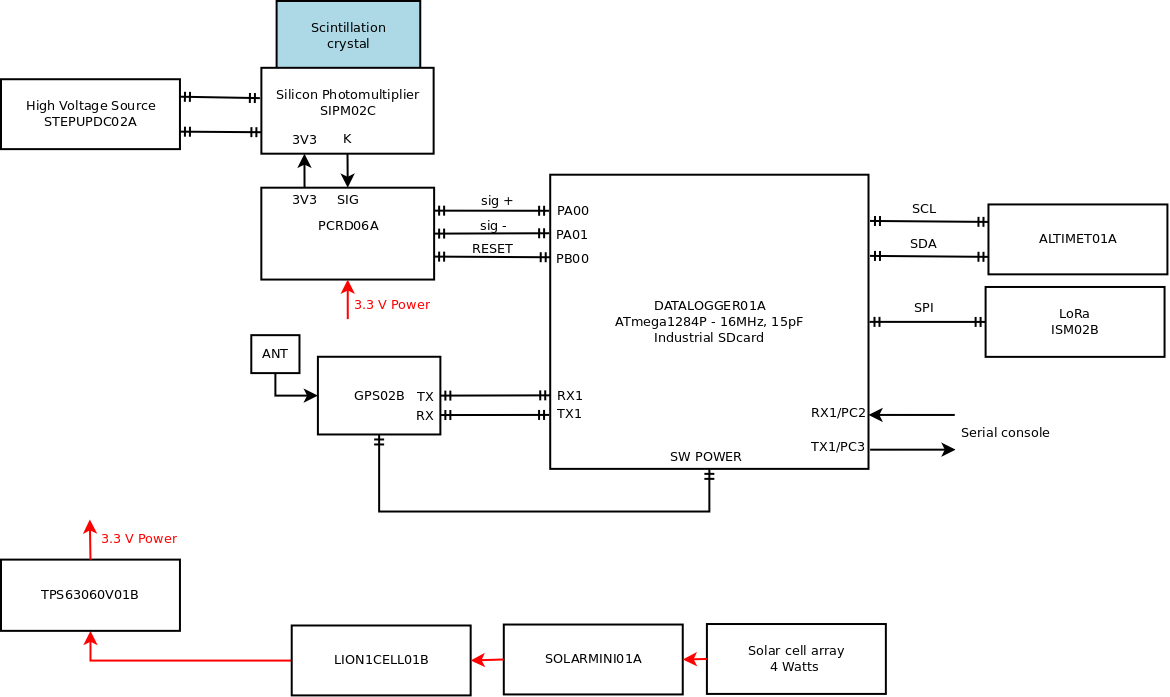 Scintillation
crystal
High Voltage Source
STEPUPDC02A
Silicon Photomultiplier
SIPM02C
3V3 K
3V3 SIG
PCRD06A
sig +
sig -
RESET
3.3 V Power
PA00
PA01
PB00
DATALOGGER01A
ATmega1284P - 16MHz, 15pF
Industrial SDcard
SCL
SDA
ALTIMET01A
SPI
LoRa
ISM02B
ANT
GPS02B TX
RX
RX1
TX1
RX1/PC2
TX1/PC3
Serial console
SW POWER
3.3 V Power
TPS63060V01B
LION1CELL01B
SOLARMINI01A
Solar cell array
4 Watts